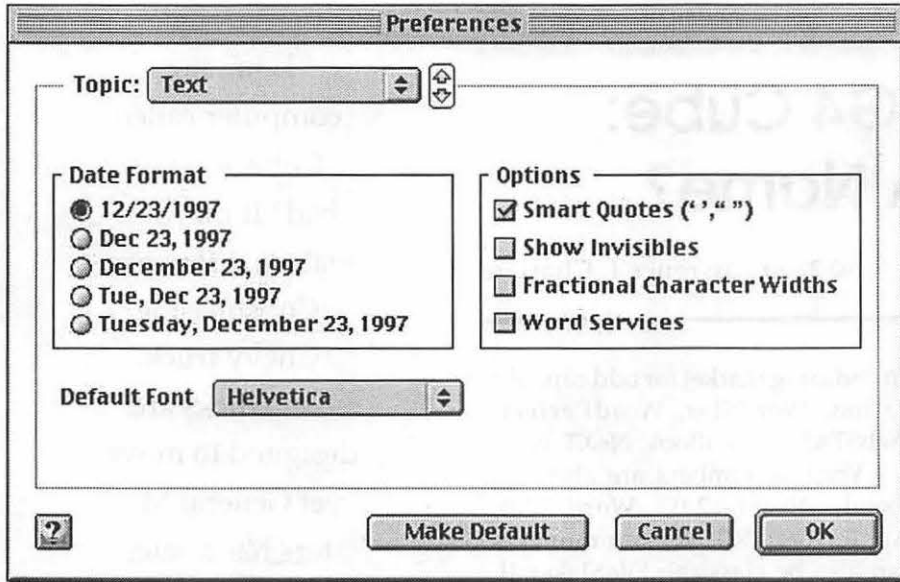 Preferences
Topic: Text
Date Format
12/23/1997
Dec 23, 1997
December 23, 1997
Tue, Dec 23, 1997
Tuesday, December 23, 1997
Options
Smart Quotes (‘ ’,“ ”)
Show Invisibles
Fractional Character Widths
Word Services
Default Font Helvetica
? Make Default Cancel OK